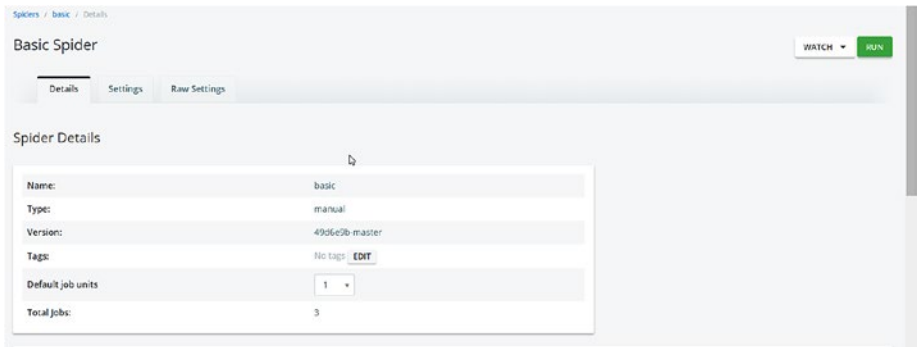 Spiders / basic / Details
Basic Spider
WATCH RUN
Details Settings Raw Settings
Spider Details
Name: basic
Type: manual
Version: 49d6e9b-master
Tags: No tags EDIT
Default job units 1
Total Jobs: 3